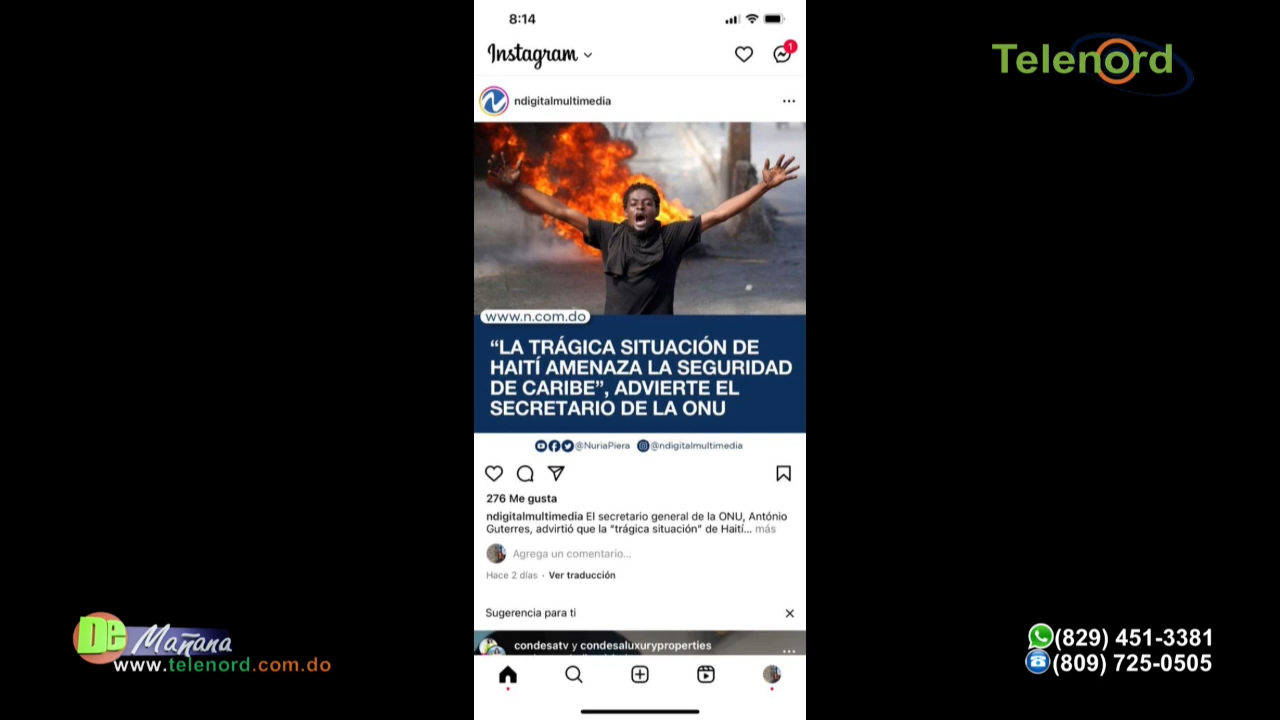 8:14
Instagram
1
Telenord
ndigitalmultimedia
www.n.com.do
“LA TRÁGICA SITUACIÓN DE
HAITÍ AMENAZA LA SEGURIDAD
DE CARIBE”, ADVIERTE EL
SECRETARIO DE LA ONU
@NuriaPiera @ndigitalmultimedia
276 Me gusta
ndigitalmultimedia El secretario general de la ONU, António
Guterres, advirtió que la “trágica situación” de Haití... más
Agrega un comentario...
Hace 2 días · Ver traducción
Sugerencia para ti
condesatv y condesaluxuryproperties
De Mañana
www.telenord.com.do
(829) 451-3381
(809) 725-0505